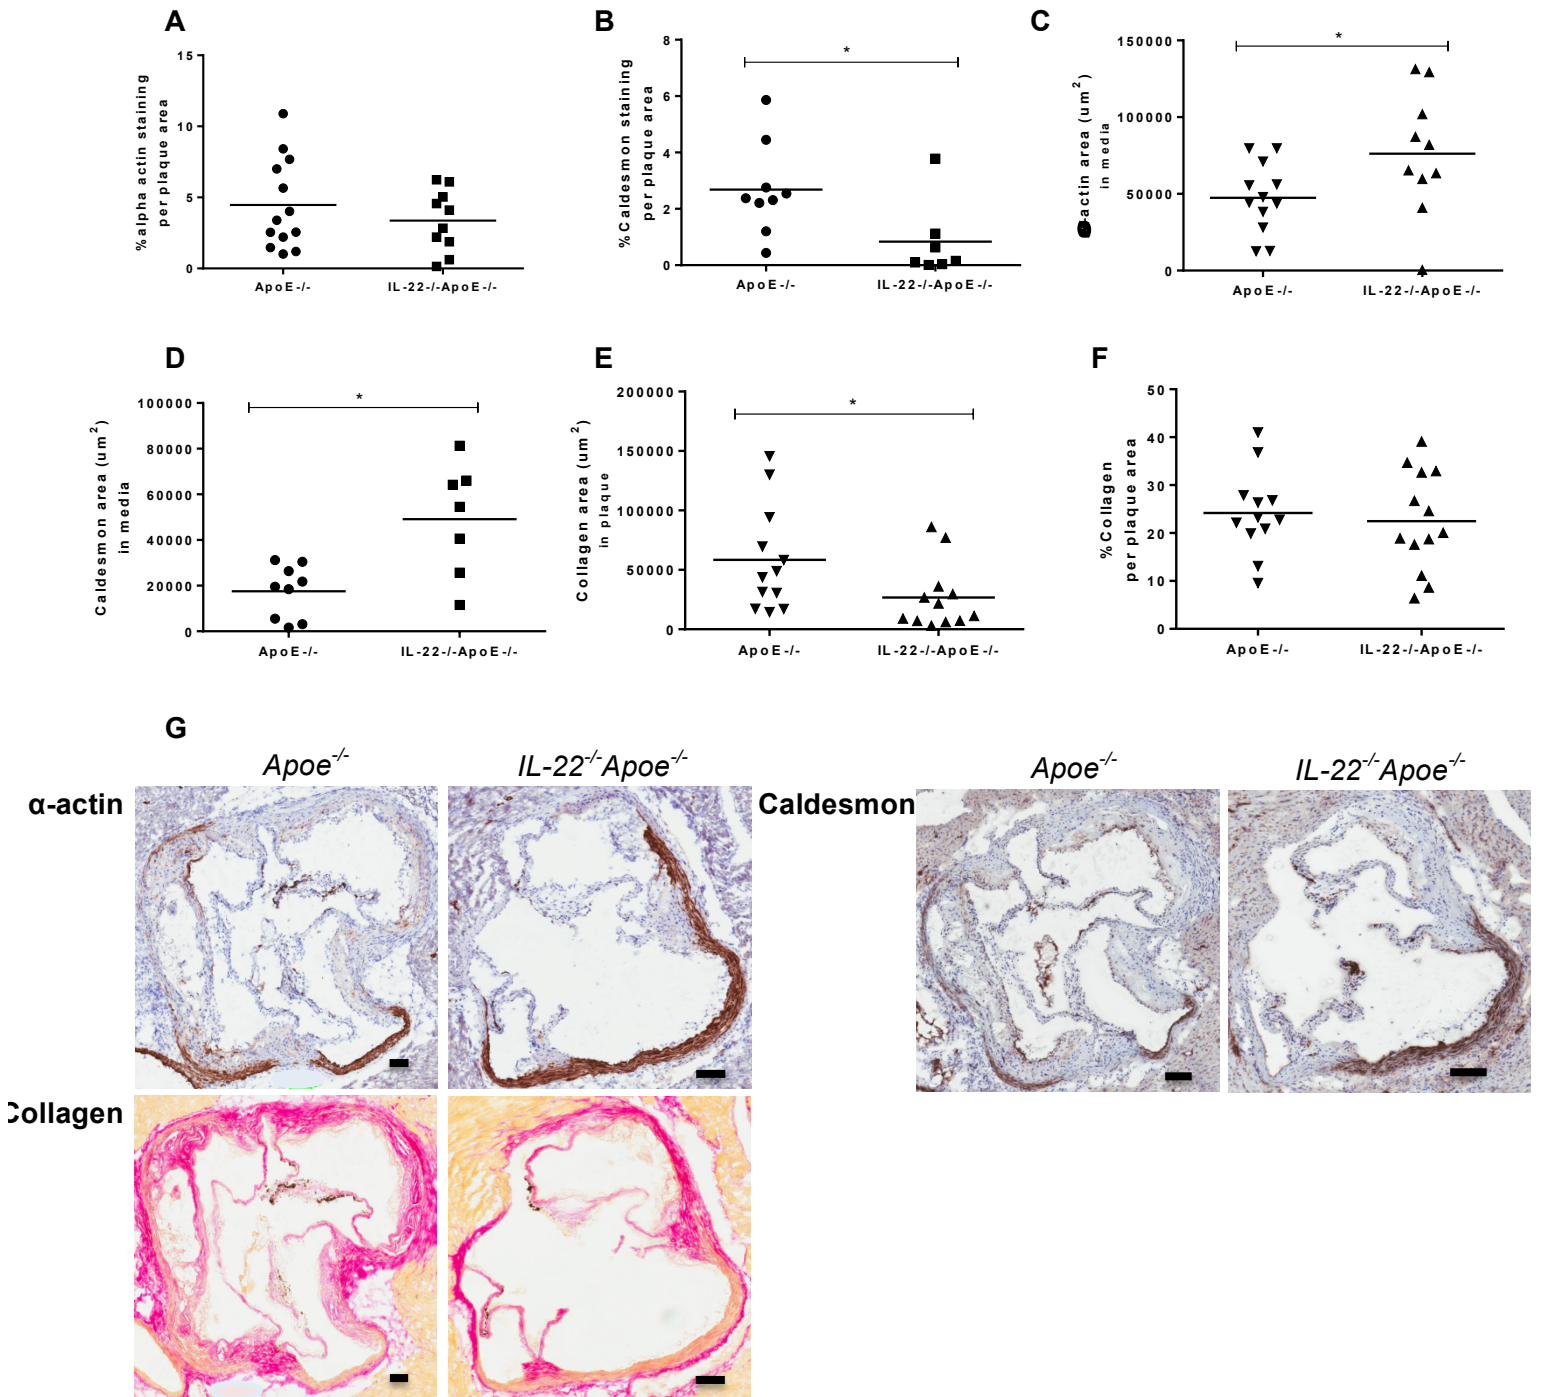 A
%alpha actin staining
per plaque area
15
10
5
0
ApoE-/-
IL-22-/-ApoE-/-
B
%Caldesmon staining
per plaque area
8
6
4
2
0
*
ApoE-/-
IL-22-/-ApoE-/-
C
-actin area (um2)
in media
150000
100000
50000
0
*
ApoE-/-
IL-22-/-ApoE-/-
D
Caldesmon area (um2)
in media
100000
80000
60000
40000
20000
0
*
ApoE-/-
IL-22-/-ApoE-/-
E
Collagen area (um2)
in plaque
200000
150000
100000
50000
0
*
ApoE-/-
IL-22-/-ApoE-/-
F
%Collagen
per plaque area
50
40
30
20
10
0
ApoE-/-
IL-22-/-ApoE-/-
G
Apoe-/-
IL-22-/-Apoe-/-
Apoe-/-
IL-22-/-Apoe-/-
α-actin
Caldesmon
Collagen